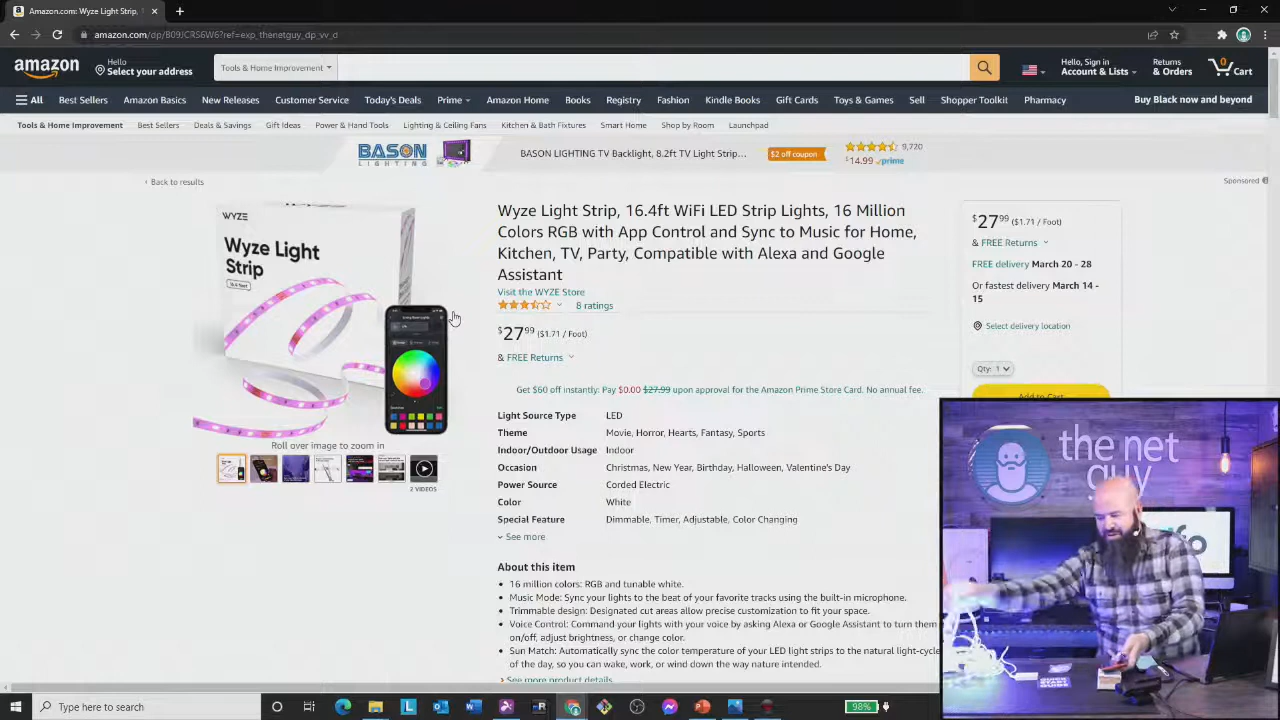 Amazon.com: Wyze Light Strip, 1
amazon.com/dp/B09JCRS6W6?ref=exp_thenetguy_dp_vv_d
amazon
Hello
Select your address
Tools & Home Improvement
Hello, Sign in
Account & Lists
Returns
& Orders
0
Cart
All
Best Sellers
Amazon Basics
New Releases
Customer Service
Today's Deals
Prime
Amazon Home
Books
Registry
Fashion
Kindle Books
Gift Cards
Toys & Games
Sell
Shopper Toolkit
Pharmacy
Buy Black now and beyond
Tools & Home Improvement
Best Sellers
Deals & Savings
Gift Ideas
Power & Hand Tools
Lighting & Ceiling Fans
Kitchen & Bath Fixtures
Smart Home
Shop by Room
Launchpad
BASON
LIGHTING
BASON LIGHTING TV Backlight, 8.2ft TV Light Strip...
$2 off coupon
9,720
$14.99 prime
‹ Back to results
Sponsored
WYZE
Wyze Light
Strip
16.4 feet
Roll over image to zoom in
2 VIDEOS
Wyze Light Strip, 16.4ft WiFi LED Strip Lights, 16 Million
Colors RGB with App Control and Sync to Music for Home,
Kitchen, TV, Party, Compatible with Alexa and Google
Assistant
Visit the WYZE Store
8 ratings
$27 99 ($1.71 / Foot)
& FREE Returns
Get $60 off instantly: Pay $0.00 $27.99 upon approval for the Amazon Prime Store Card. No annual fee.
Light Source Type LED
Theme Movie, Horror, Hearts, Fantasy, Sports
Indoor/Outdoor Usage Indoor
Occasion Christmas, New Year, Birthday, Halloween, Valentine's Day
Power Source Corded Electric
Color White
Special Feature Dimmable, Timer, Adjustable, Color Changing
See more
About this item
• 16 million colors: RGB and tunable white.
• Music Mode: Sync your lights to the beat of your favorite tracks using the built-in microphone.
• Trimmable design: Designated cut areas allow precise customization to fit your space.
• Voice Control: Command your lights with your voice by asking Alexa or Google Assistant to turn them
on/off, adjust brightness, or change color.
• Sun Match: Automatically sync the color temperature of your LED light strips to the natural light-cycle
of the day, so you can wake, work, or wind down the way nature intended.
› See more product details
$27 99 ($1.71 / Foot)
& FREE Returns
FREE delivery March 20 - 28
Or fastest delivery March 14 -
15
Select delivery location
Qty: 1
Add to Cart
the net
guy
QUICK START
GUIDE
Type here to search
98%